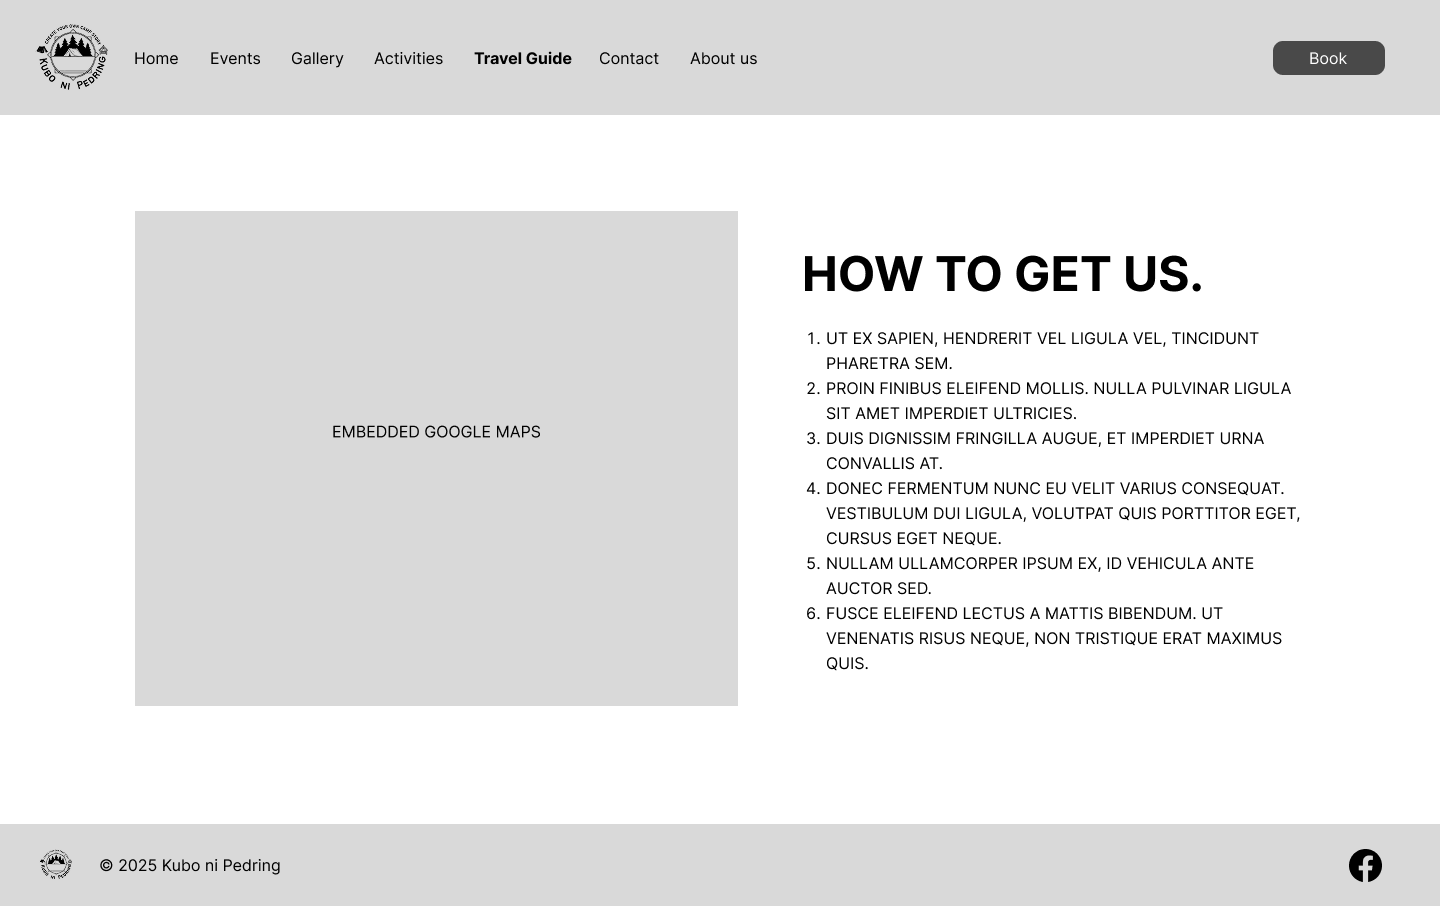 CREATE YOUR OWN CAMP STORY
KUBO NI PEDRING
Home
Events
Gallery
Activities
Travel Guide
Contact
About us
Book
EMBEDDED GOOGLE MAPS
HOW TO GET US.
1. UT EX SAPIEN, HENDRERIT VEL LIGULA VEL, TINCIDUNT
PHARETRA SEM.
2. PROIN FINIBUS ELEIFEND MOLLIS. NULLA PULVINAR LIGULA
SIT AMET IMPERDIET ULTRICIES.
3. DUIS DIGNISSIM FRINGILLA AUGUE, ET IMPERDIET URNA
CONVALLIS AT.
4. DONEC FERMENTUM NUNC EU VELIT VARIUS CONSEQUAT.
VESTIBULUM DUI LIGULA, VOLUTPAT QUIS PORTTITOR EGET,
CURSUS EGET NEQUE.
5. NULLAM ULLAMCORPER IPSUM EX, ID VEHICULA ANTE
AUCTOR SED.
6. FUSCE ELEIFEND LECTUS A MATTIS BIBENDUM. UT
VENENATIS RISUS NEQUE, NON TRISTIQUE ERAT MAXIMUS
QUIS.
KUBO NI PEDRING
© 2025 Kubo ni Pedring